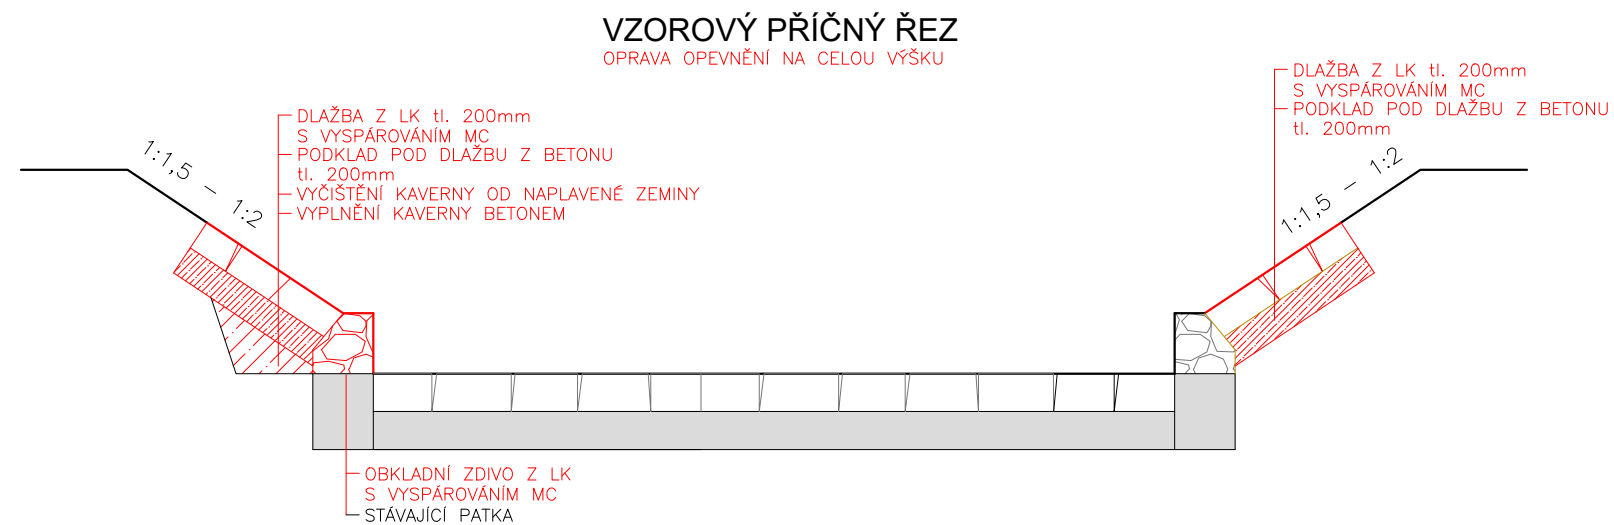 VZOROVÝ PŘÍČNÝ ŘEZ
OPRAVA OPEVNĚNÍ NA CELOU VÝŠKU
DLAŽBA Z LK tl. 200mm
S VYSPÁROVÁNÍM MC
PODKLAD POD DLAŽBU Z BETONU
tl. 200mm
VYČIŠTĚNÍ KAVERNY OD NAPLAVENÉ ZEMINY
VYPLNĚNÍ KAVERNY BETONEM
1:1,5 – 1:2
DLAŽBA Z LK tl. 200mm
S VYSPÁROVÁNÍM MC
PODKLAD POD DLAŽBU Z BETONU
tl. 200mm
1:1,5 – 1:2
OBKLADNÍ ZDIVO Z LK
S VYSPÁROVÁNÍM MC
STÁVAJÍCÍ PATKA